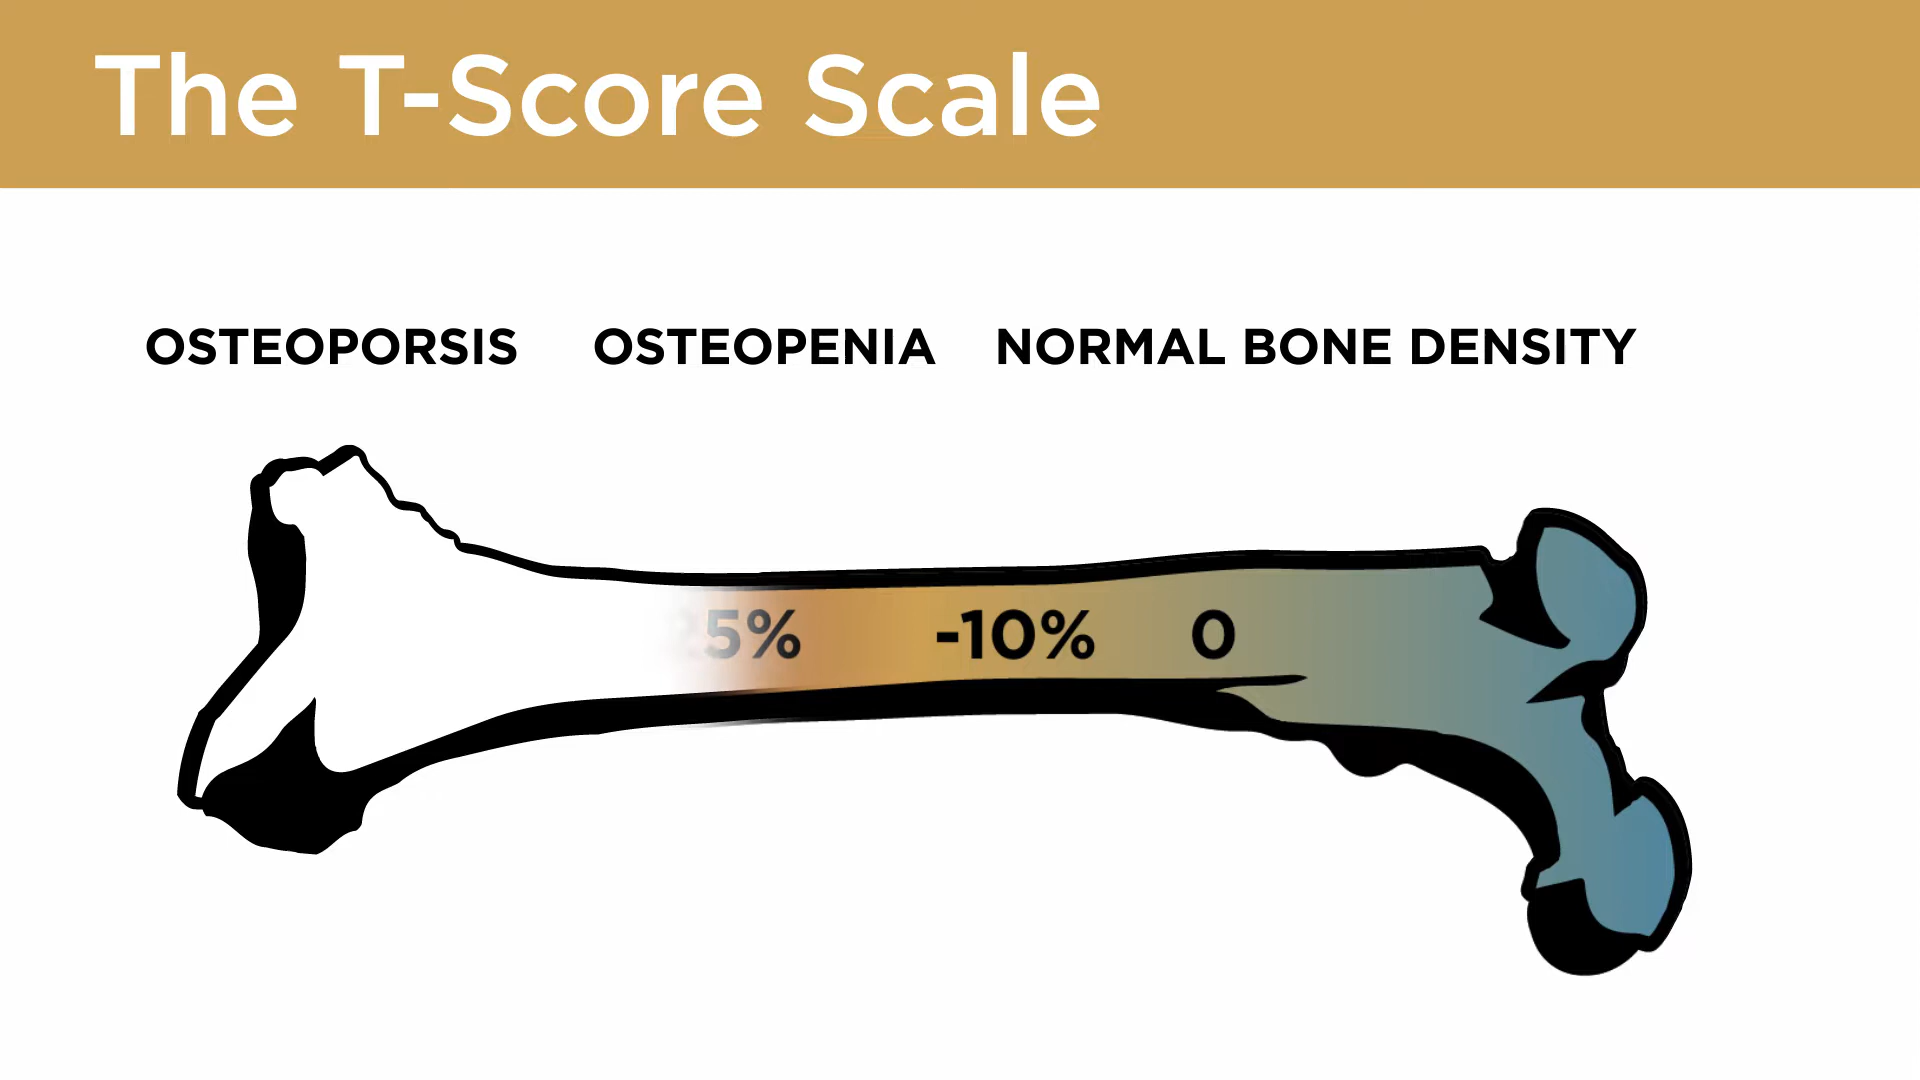 The T-Score Scale
OSTEOPORSIS OSTEOPENIA NORMAL BONE DENSITY
5% -10% 0